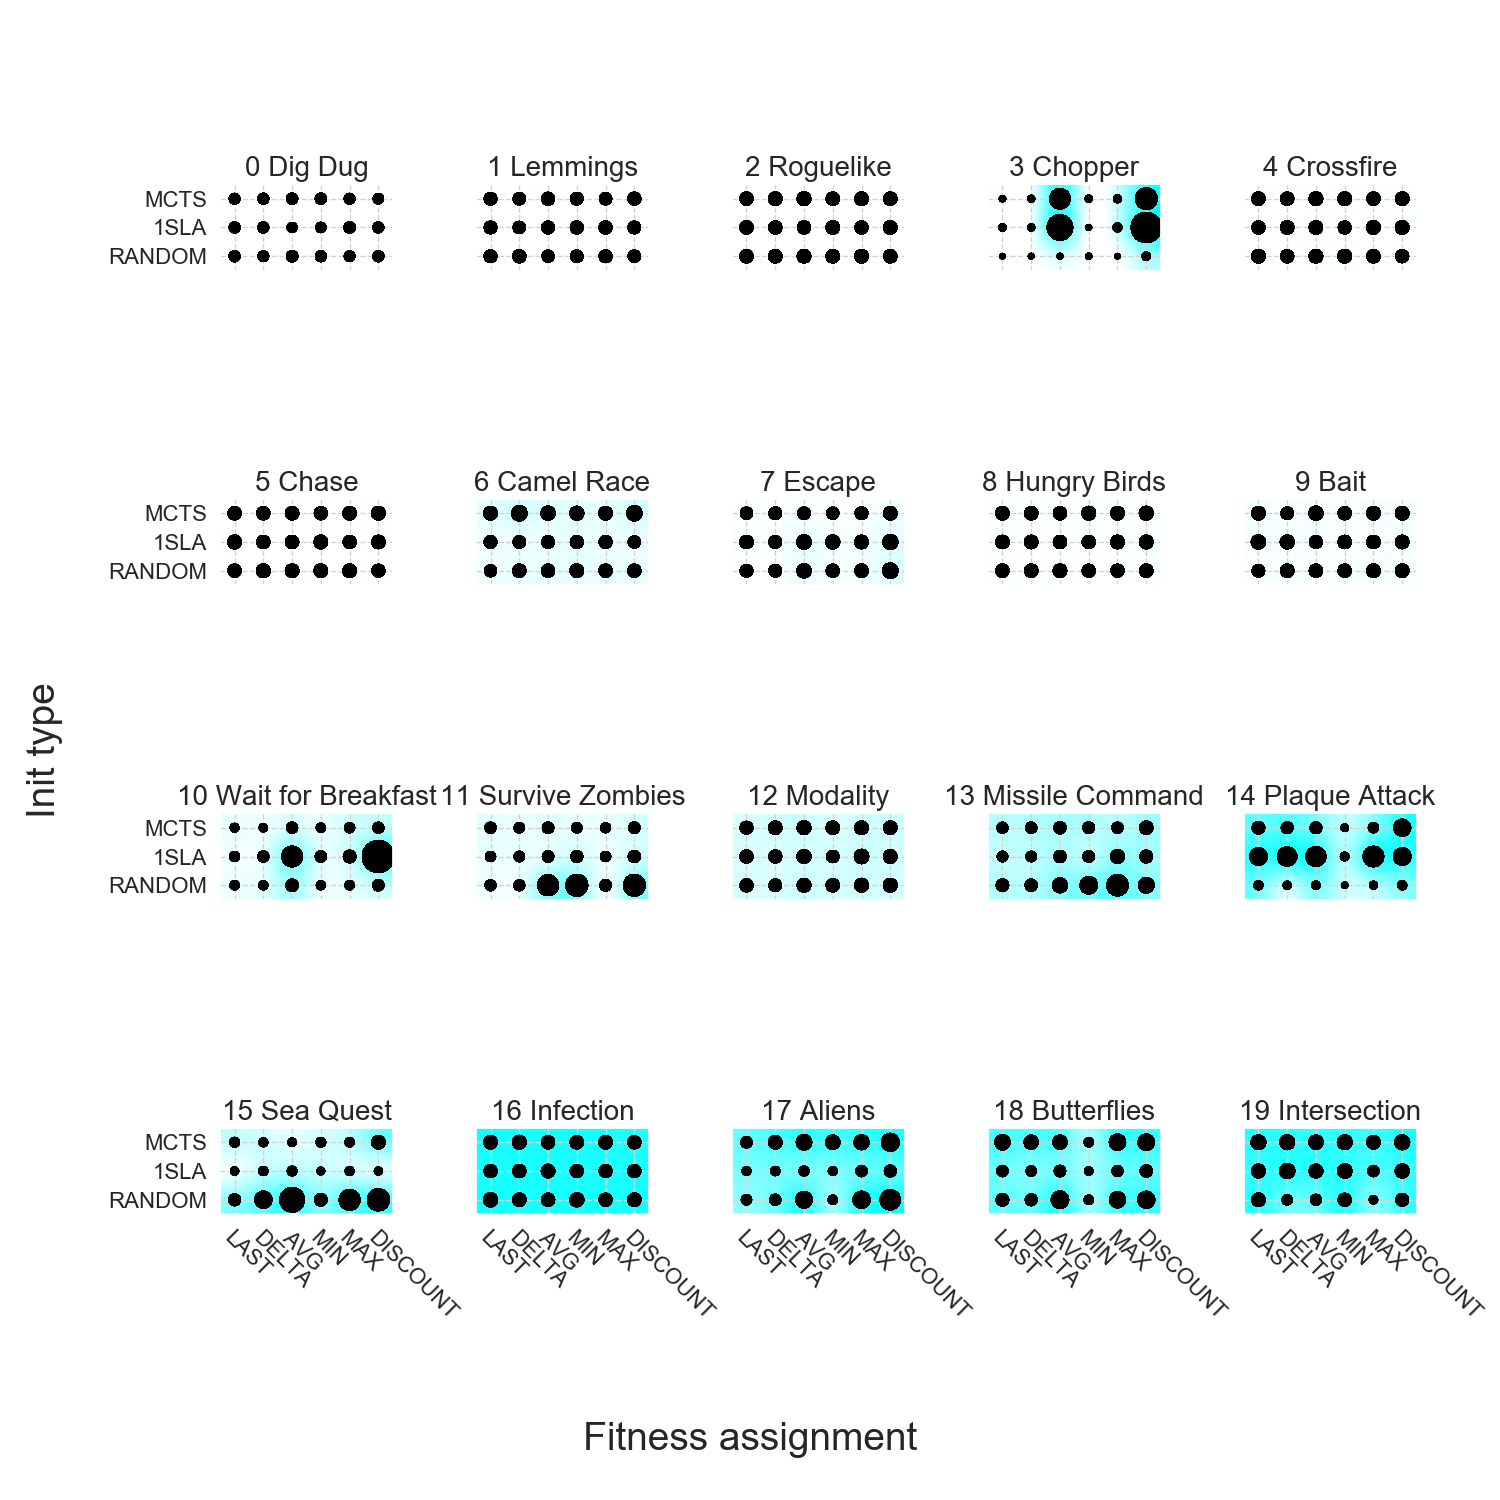 0 Dig Dug
1 Lemmings
2 Roguelike
3 Chopper
4 Crossfire
MCTS
1SLA
RANDOM
5 Chase
6 Camel Race
7 Escape
8 Hungry Birds
9 Bait
MCTS
1SLA
RANDOM
Init type
10 Wait for Breakfast
11 Survive Zombies
12 Modality
13 Missile Command
14 Plaque Attack
MCTS
1SLA
RANDOM
15 Sea Quest
16 Infection
17 Aliens
18 Butterflies
19 Intersection
MCTS
1SLA
RANDOM
LAST
DELTA
AVG
MIN
MAX
DISCOUNT
LAST
DELTA
AVG
MIN
MAX
DISCOUNT
LAST
DELTA
AVG
MIN
MAX
DISCOUNT
LAST
DELTA
AVG
MIN
MAX
DISCOUNT
LAST
DELTA
AVG
MIN
MAX
DISCOUNT
Fitness assignment